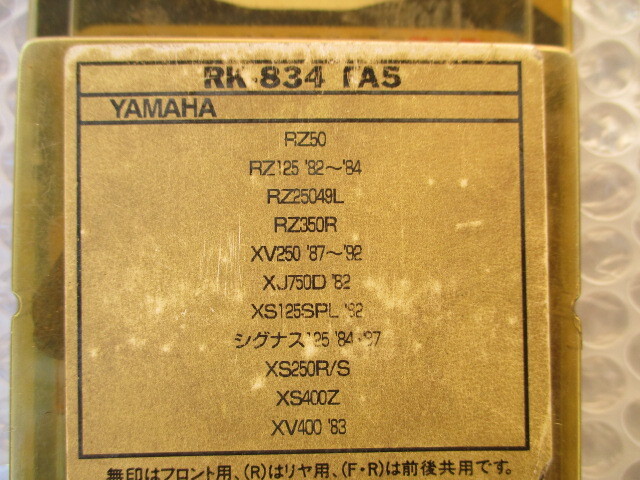 RK-834 FA5
YAMAHA
RZ50
RZ125 '82～'84
RZ25049L
RZ350R
XV250 '87～'92
XJ750D '82
XS125SPL '82
シグナス125 '84・'97
XS250R/S
XS400Z
XV400 '83
無印はフロント用、(R)はリヤ用、(F・R)は前後共用です。